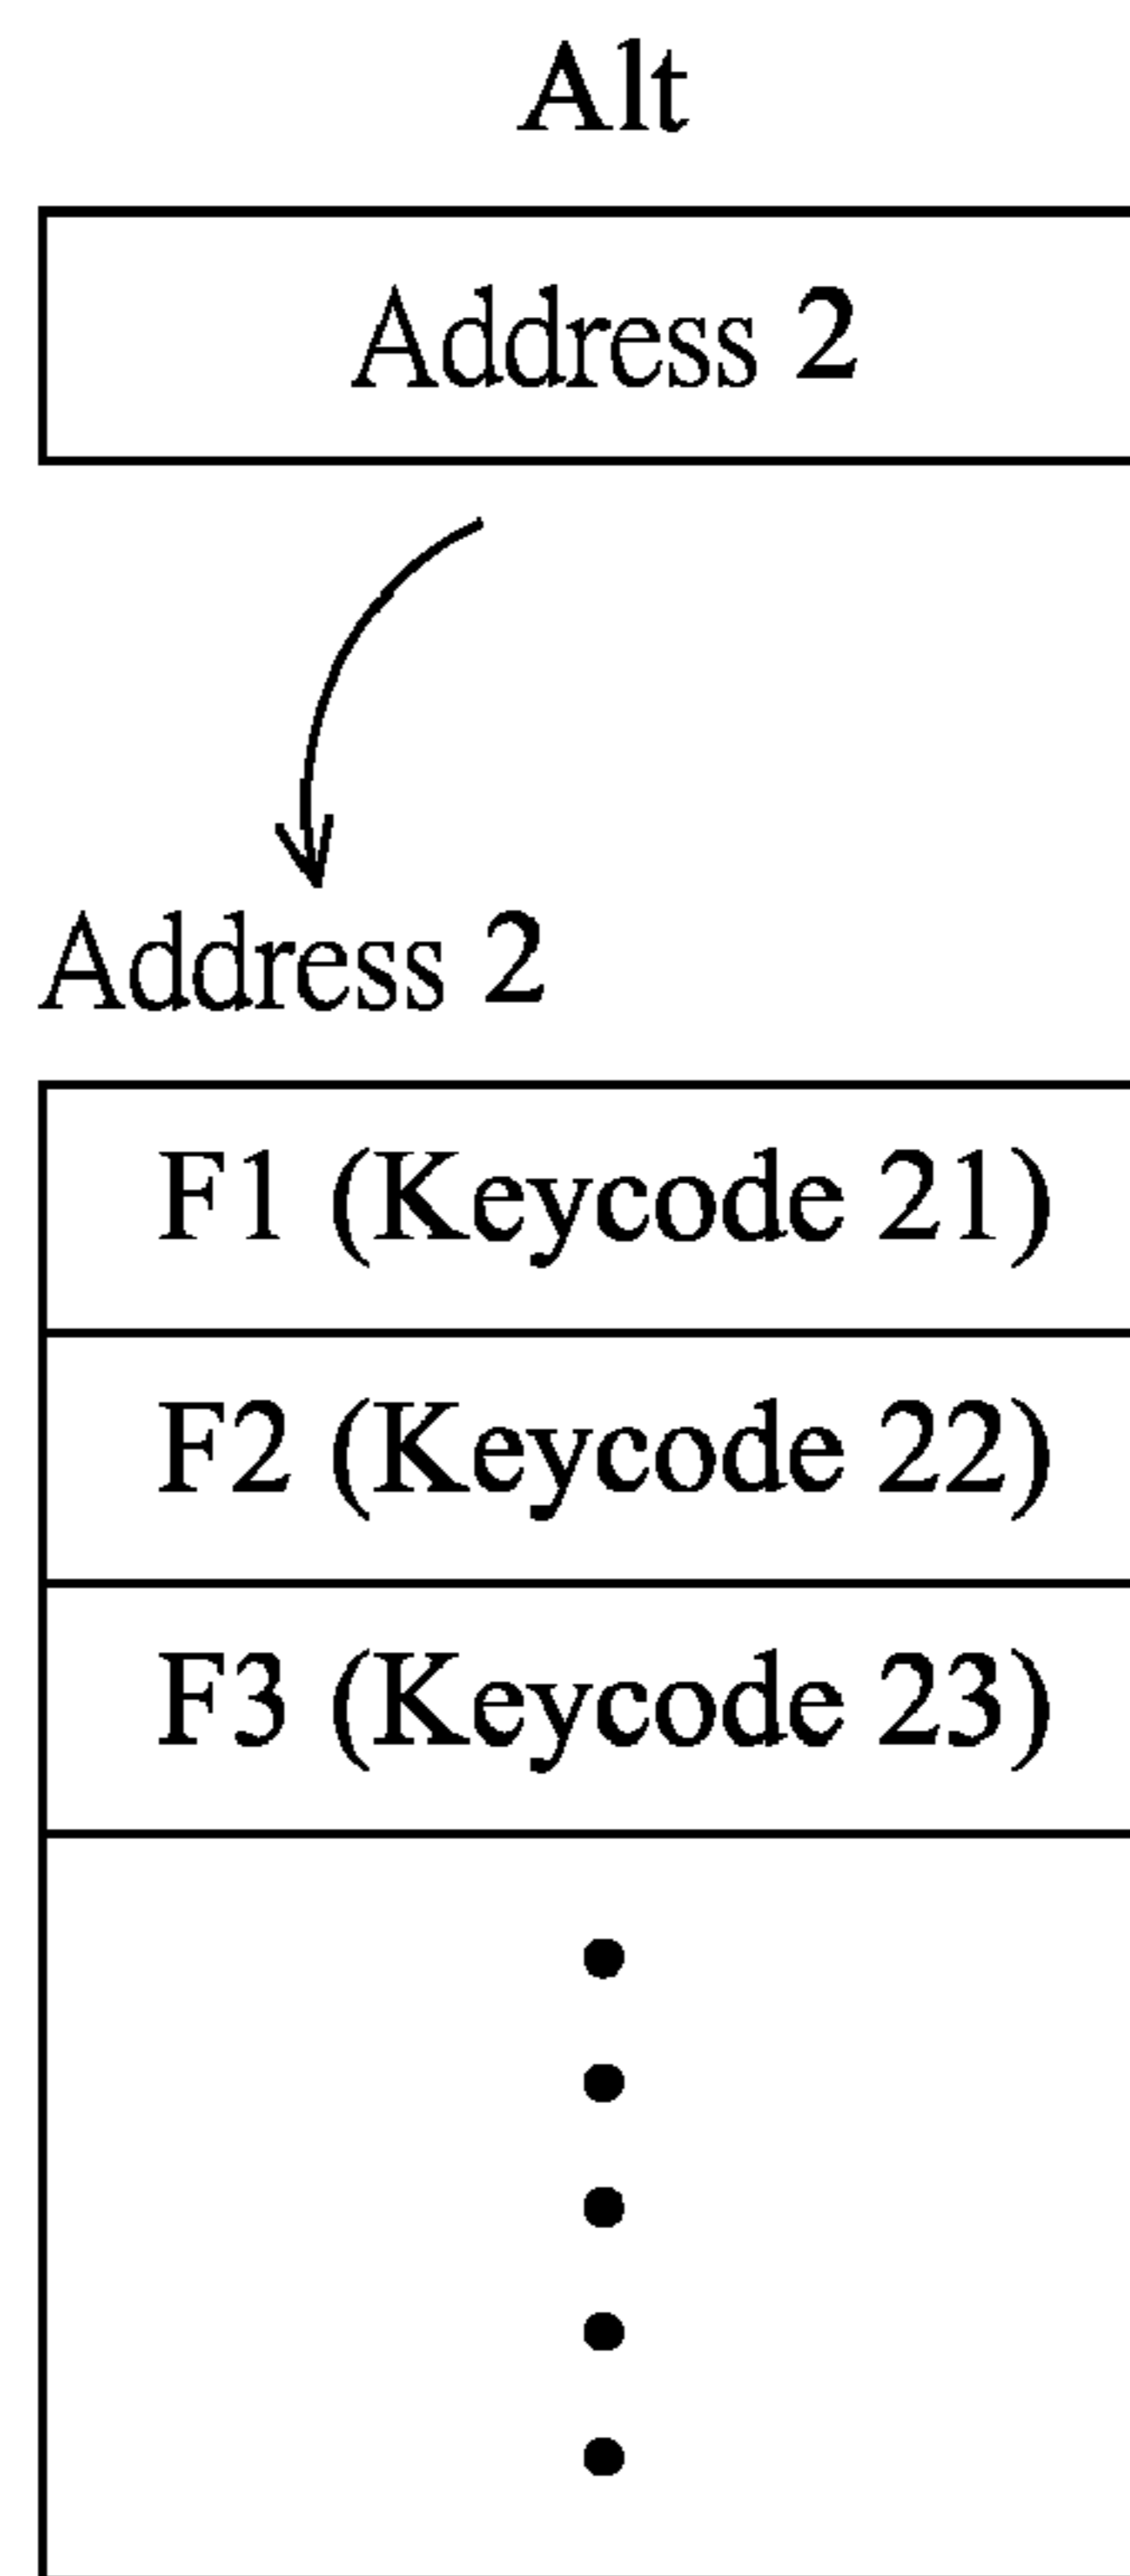 Alt
Address 2
Address 2
F1 (Keycode 21)
F2 (Keycode 22)
F3 (Keycode 23)